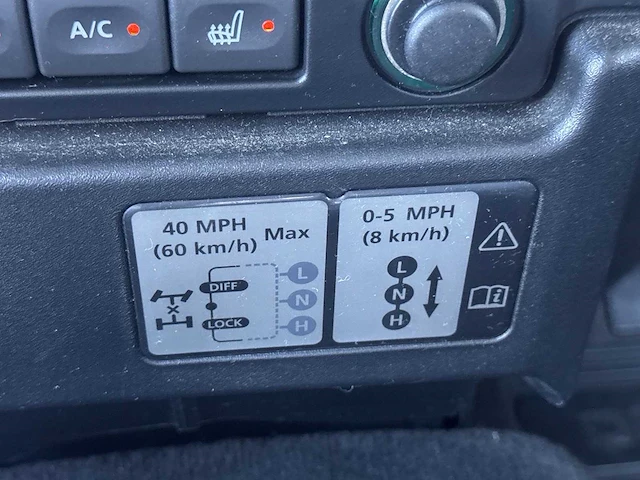 A/C
40 MPH
(60 km/h) Max
L
DIFF
N
X
LOCK
H
0-5 MPH
(8 km/h)
L
N
H
i